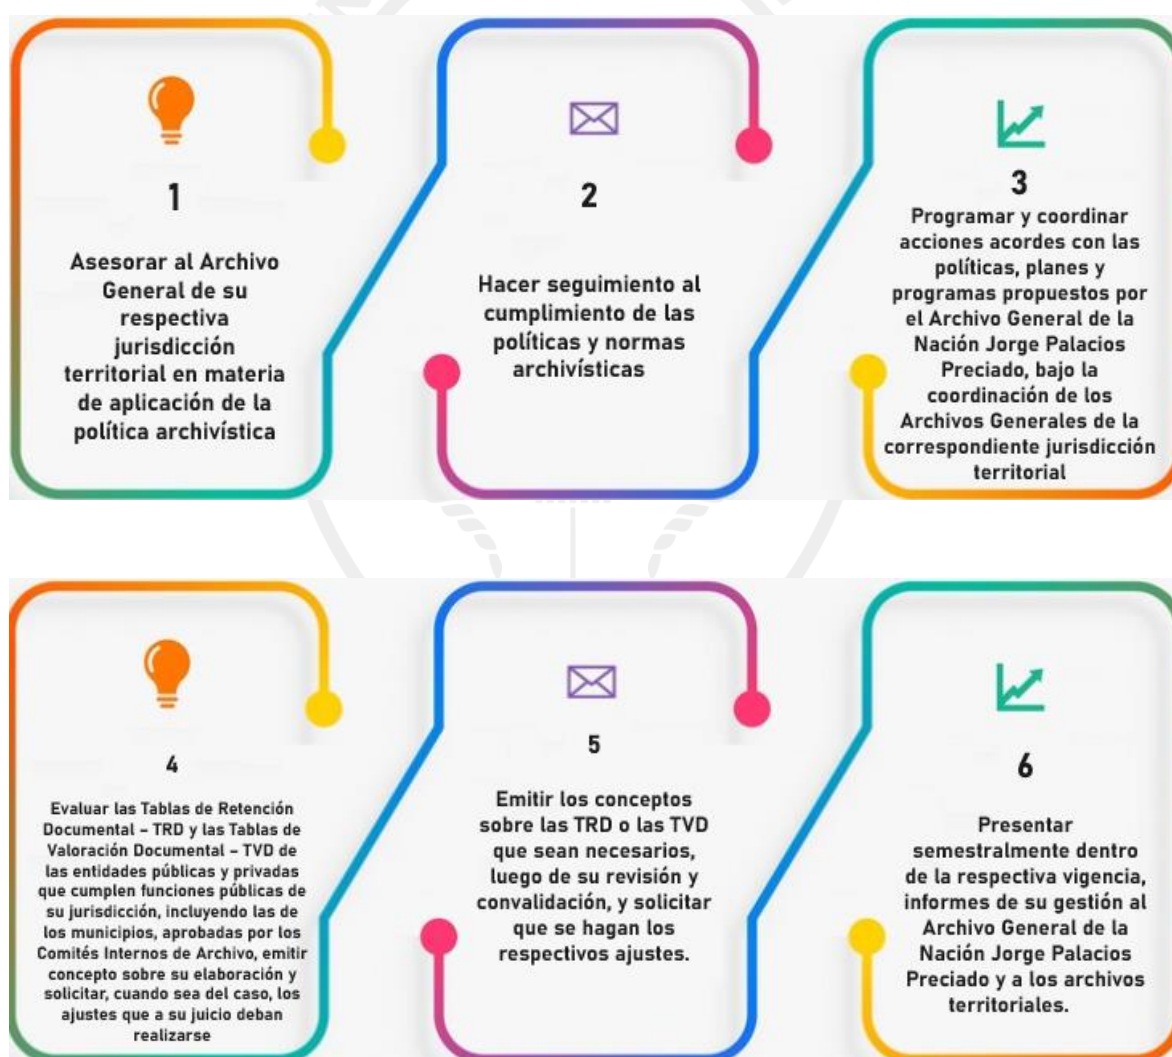 1
Asesorar al Archivo
General de su
respectiva
jurisdicción
territorial en materia
de aplicación de la
política archivística
2
Hacer seguimiento al
cumplimiento de las
políticas y normas
archivísticas
3
Programar y coordinar
acciones acordes con las
políticas, planes y
programas propuestos por
el Archivo General de la
Nación Jorge Palacios
Preciado, bajo la
coordinación de los
Archivos Generales de la
correspondiente jurisdicción
territorial
4
Evaluar las Tablas de Retención
Documental – TRD y las Tablas de
Valoración Documental – TVD de
las entidades públicas y privadas
que cumplen funciones públicas de
su jurisdicción, incluyendo las de
los municipios, aprobadas por los
Comités Internos de Archivo, emitir
concepto sobre su elaboración y
solicitar, cuando sea del caso, los
ajustes que a su juicio deban
realizarse
5
Emitir los conceptos
sobre las TRD o las TVD
que sean necesarios,
luego de su revisión y
convalidación, y solicitar
que se hagan los
respectivos ajustes.
6
Presentar
semestralmente dentro
de la respectiva vigencia,
informes de su gestión al
Archivo General de la
Nación Jorge Palacios
Preciado y a los archivos
territoriales.